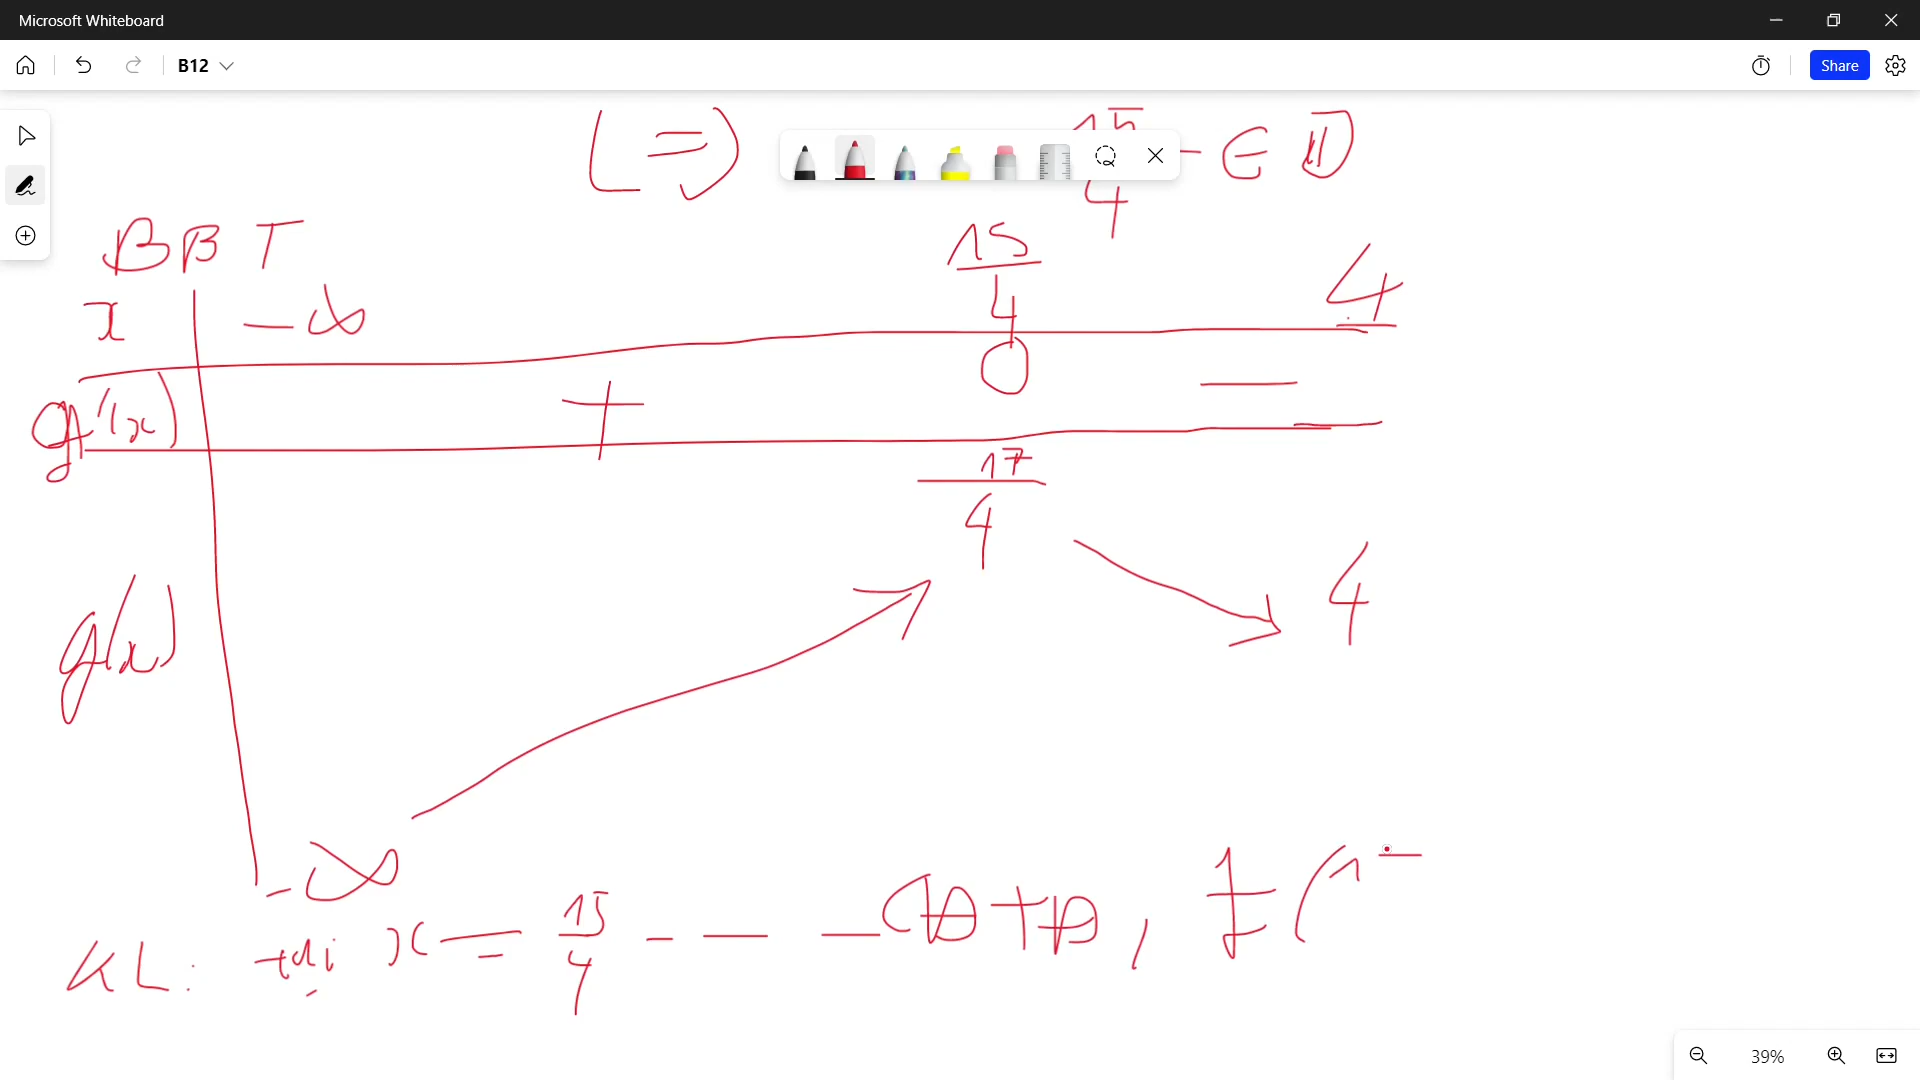 Microsoft Whiteboard
B12
Share
(=) 15/4 ∈ D
BBT
x -∞ 15/4 4
g'(x) + 0 -
17/4
g(x) 4
-∞
KL: tại x = 15/4 - - - CĐ
39%